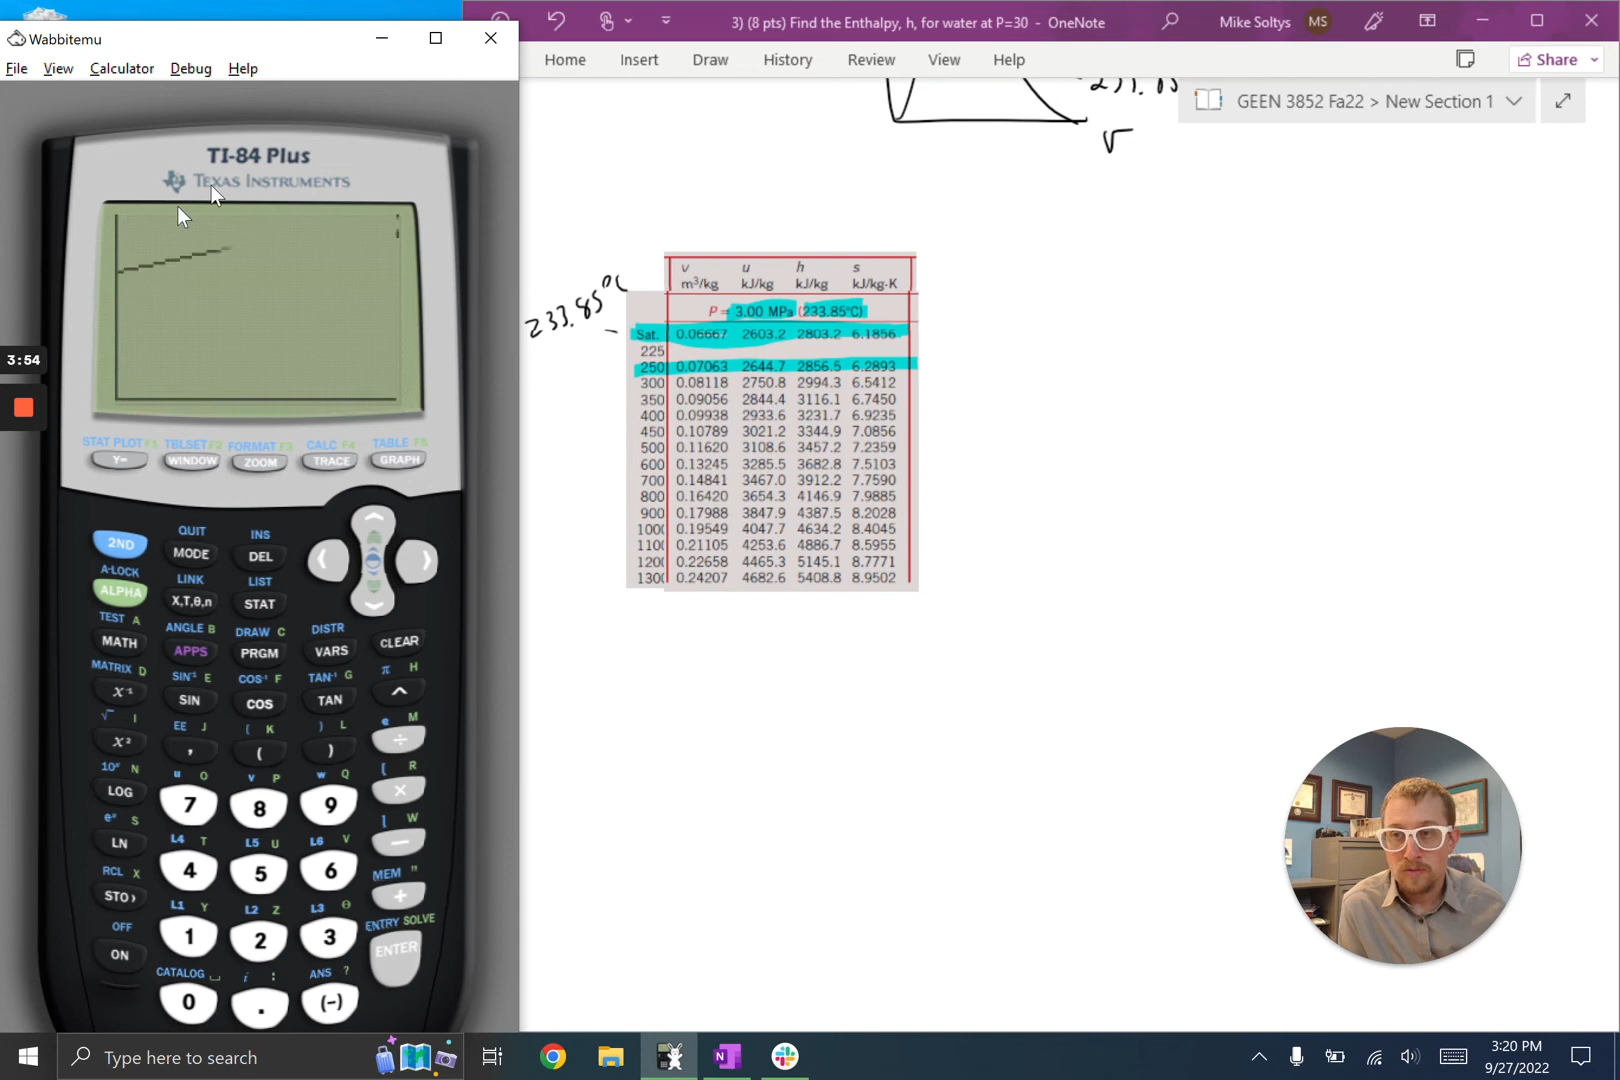 Wabbitemu
File View Calculator Debug Help
3) (8 pts) Find the Enthalpy, h, for water at P=30 - OneNote
Mike Soltys MS
Home Insert Draw History Review View Help
Share
GEEN 3852 Fa22 > New Section 1
233.85
v
TI-84 Plus
TEXAS INSTRUMENTS
3:54
233.85°C
v u h s
m³/kg kJ/kg kJ/kg kJ/kg·K
P = 3.00 MPa (233.85°C)
Sat. 0.06667 2603.2 2803.2 6.1856
225
250 0.07063 2644.7 2856.5 6.2893
300 0.08118 2750.8 2994.3 6.5412
350 0.09056 2844.4 3116.1 6.7450
400 0.09938 2933.6 3231.7 6.9235
450 0.10789 3021.2 3344.9 7.0856
500 0.11620 3108.6 3457.2 7.2359
600 0.13245 3285.5 3682.8 7.5103
700 0.14841 3467.0 3912.2 7.7590
800 0.16420 3654.3 4146.9 7.9885
900 0.17988 3847.9 4387.5 8.2028
1000 0.19549 4047.7 4634.2 8.4045
1100 0.21105 4253.6 4886.7 8.5955
1200 0.22658 4465.3 5145.1 8.7771
1300 0.24207 4682.6 5408.8 8.9502
STAT PLOT F1 TBLSET F2 FORMAT F3 CALC F4 TABLE F5
Y= WINDOW ZOOM TRACE GRAPH
QUIT INS
2ND MODE DEL
A-LOCK LINK LIST
ALPHA X,T,θ,n STAT
TEST A ANGLE B DRAW C DISTR
MATH APPS PRGM VARS CLEAR
MATRIX D SIN⁻¹ E COS⁻¹ F TAN⁻¹ G π H
X⁻¹ SIN COS TAN ^
√ I EE J { K } L e M
X² , ( ) ÷
10ˣ N u O v P w Q [ R
LOG 7 8 9 ×
eˣ S L4 T L5 U L6 V ] W
LN 4 5 6 −
RCL X L1 Y L2 Z L3 θ MEM "
STO› 1 2 3 +
OFF ENTRY SOLVE
ON ENTER
CATALOG ⎵ i : ANS ?
0 . (−)
Type here to search
3:20 PM
9/27/2022